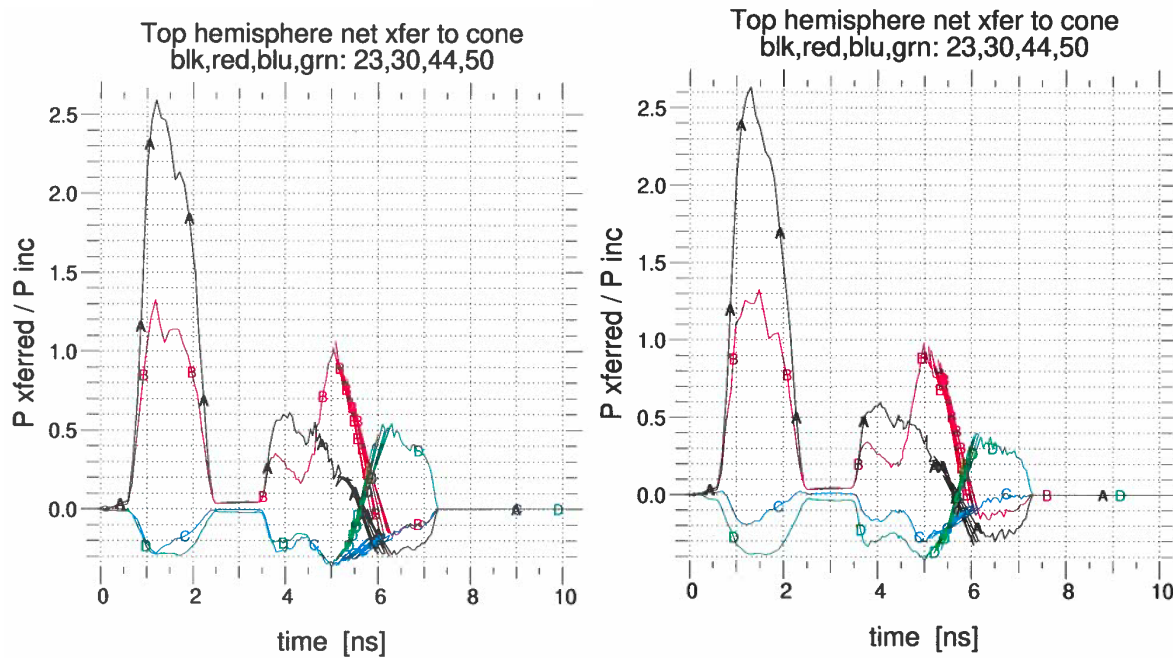 Top hemisphere net xfer to cone
blk,red,blu,grn: 23,30,44,50
P xferred / P inc
2.5
2.0
1.5
1.0
0.5
0.0
A
A
A
A
A
A
A
A
A
B
B
B
B
B
B
B
B
B
C
C
D
D
D
D
0
2
4
6
8
10
time [ns]
Top hemisphere net xfer to cone
blk,red,blu,grn: 23,30,44,50
P xferred / P inc
2.5
2.0
1.5
1.0
0.5
0.0
A
A
A
A
A
A
A
A
A
B
B
B
B
B
B
B
B
C
C
C
D
D
D
D
D
D
0
2
4
6
8
10
time [ns]